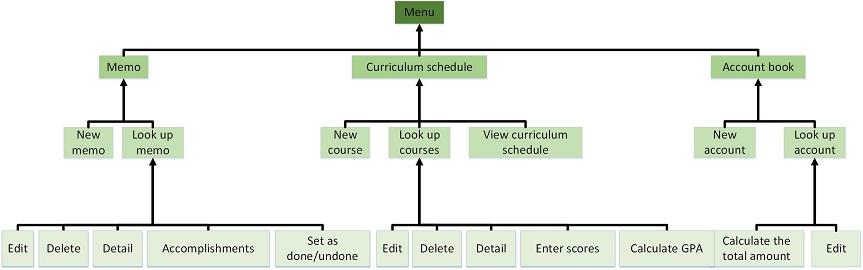 Menu
Memo
Curriculum schedule
Account book
New
memo
Look up
memo
New
course
Look up
courses
View curriculum
schedule
New
account
Look up
account
Edit
Delete
Detail
Accomplishments
Set as
done/undone
Edit
Delete
Detail
Enter scores
Calculate GPA
Calculate the
total amount
Edit